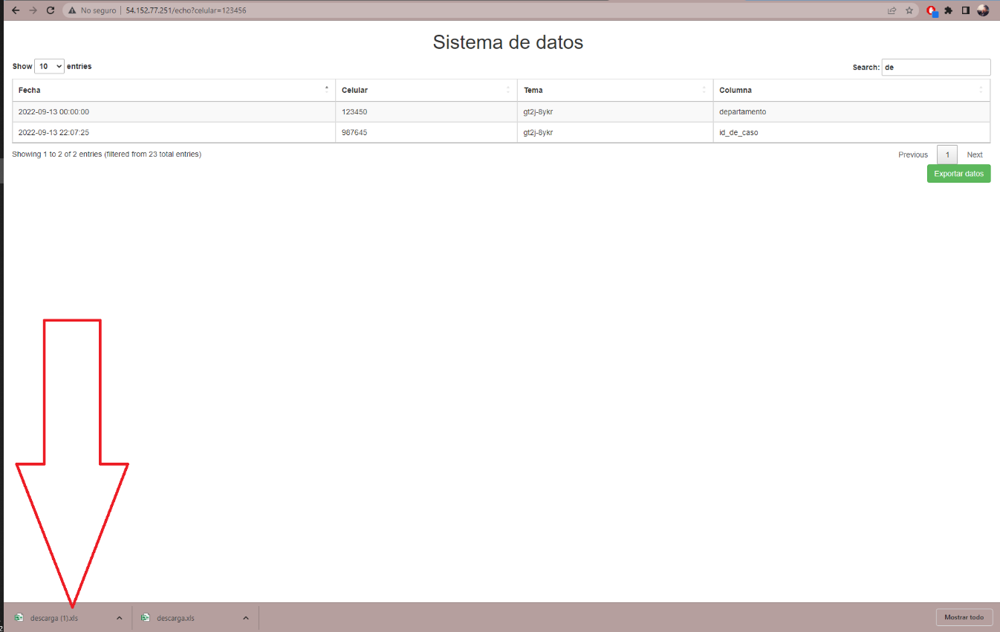 No seguro | 54.152.77.251/echo?celular=123456
Sistema de datos
Show 10 entries
Search: de
Fecha Celular Tema Columna
2022-09-13 00:00:00 123450 gt2j-8ykr departamento
2022-09-13 22:07:25 987645 gt2j-8ykr id_de_caso
Showing 1 to 2 of 2 entries (filtered from 23 total entries)
Previous 1 Next
Exportar datos
descarga (1).xls descarga.xls Mostrar todo
2